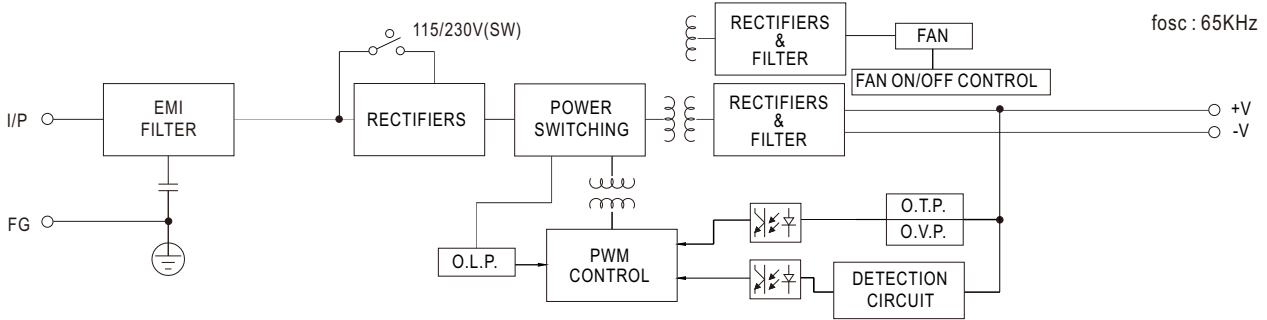 115/230V(SW)
RECTIFIERS
&
FILTER
FAN
FAN ON/OFF CONTROL
fosc : 65KHz
I/P
EMI
FILTER
RECTIFIERS
POWER
SWITCHING
RECTIFIERS
&
FILTER
+V
-V
FG
O.L.P.
PWM
CONTROL
O.T.P.
O.V.P.
DETECTION
CIRCUIT